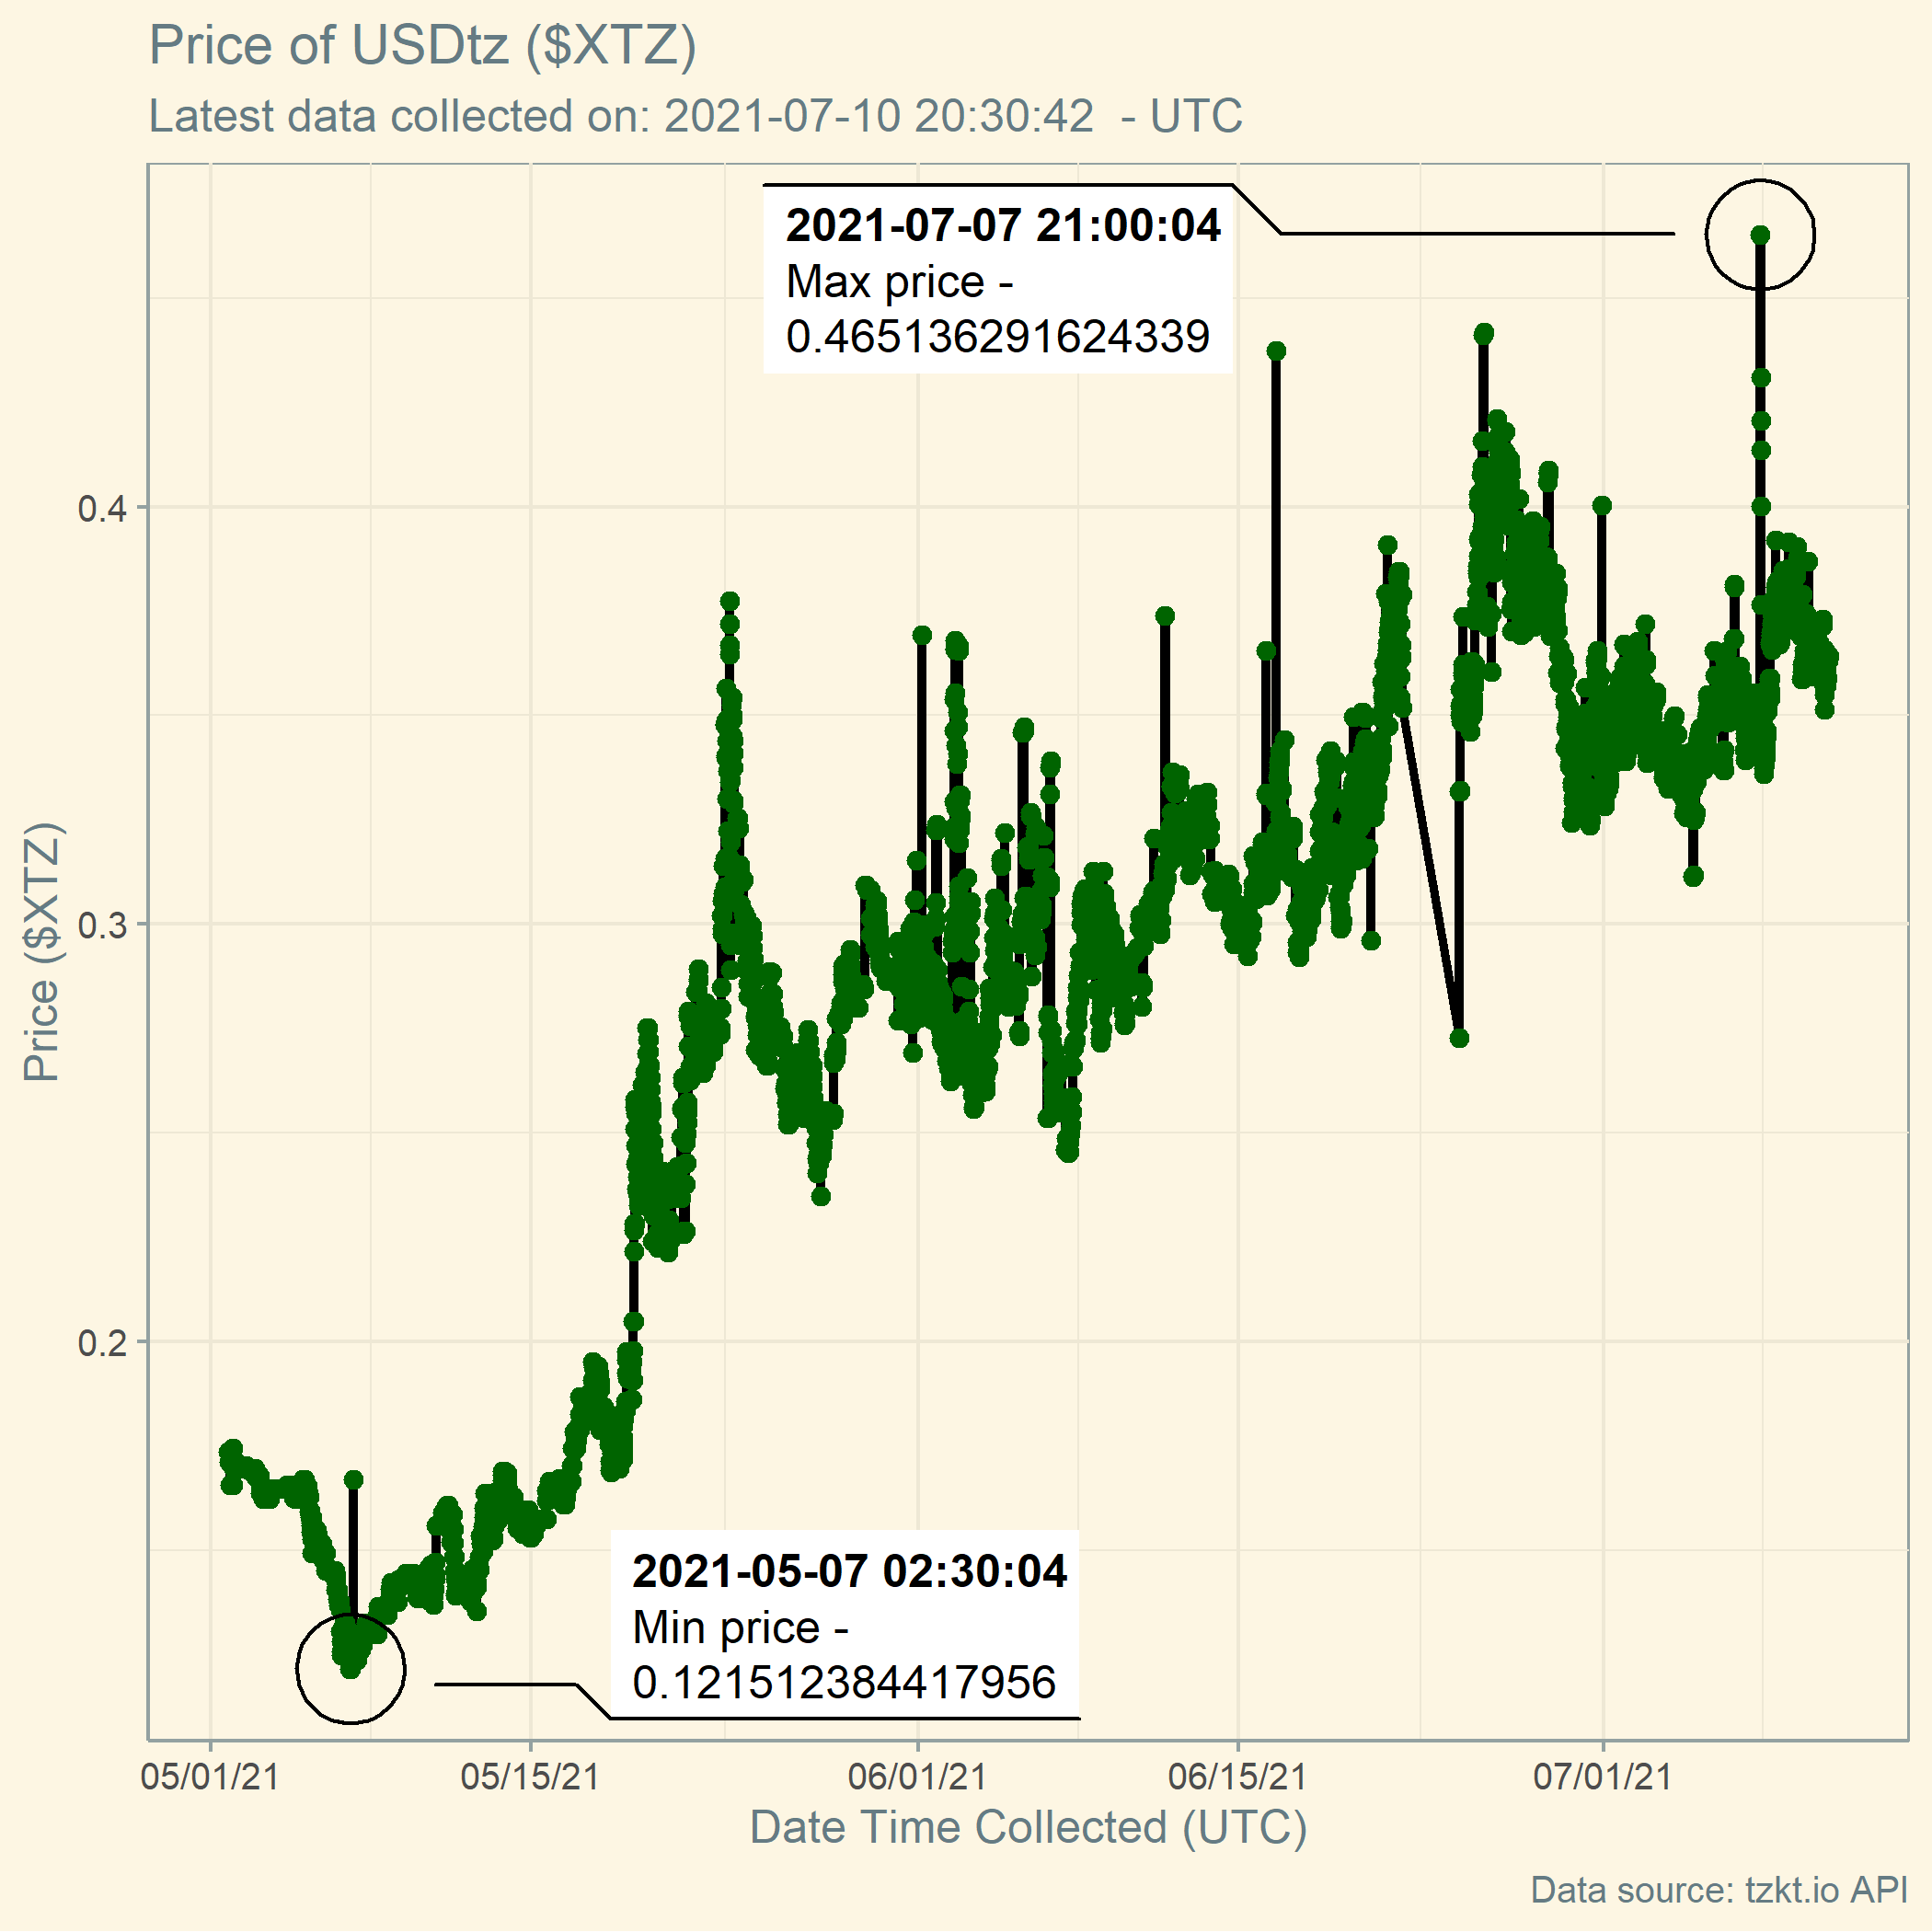 Price of USDtz ($XTZ)
Latest data collected on: 2021-07-10 20:30:42  - UTC
2021-07-07 21:00:04
Max price -
0.465136291624339
0.4
0.3
0.2
Price ($XTZ)
2021-05-07 02:30:04
Min price -
0.121512384417956
05/01/21
05/15/21
06/01/21
06/15/21
07/01/21
Date Time Collected (UTC)
Data source: tzkt.io API